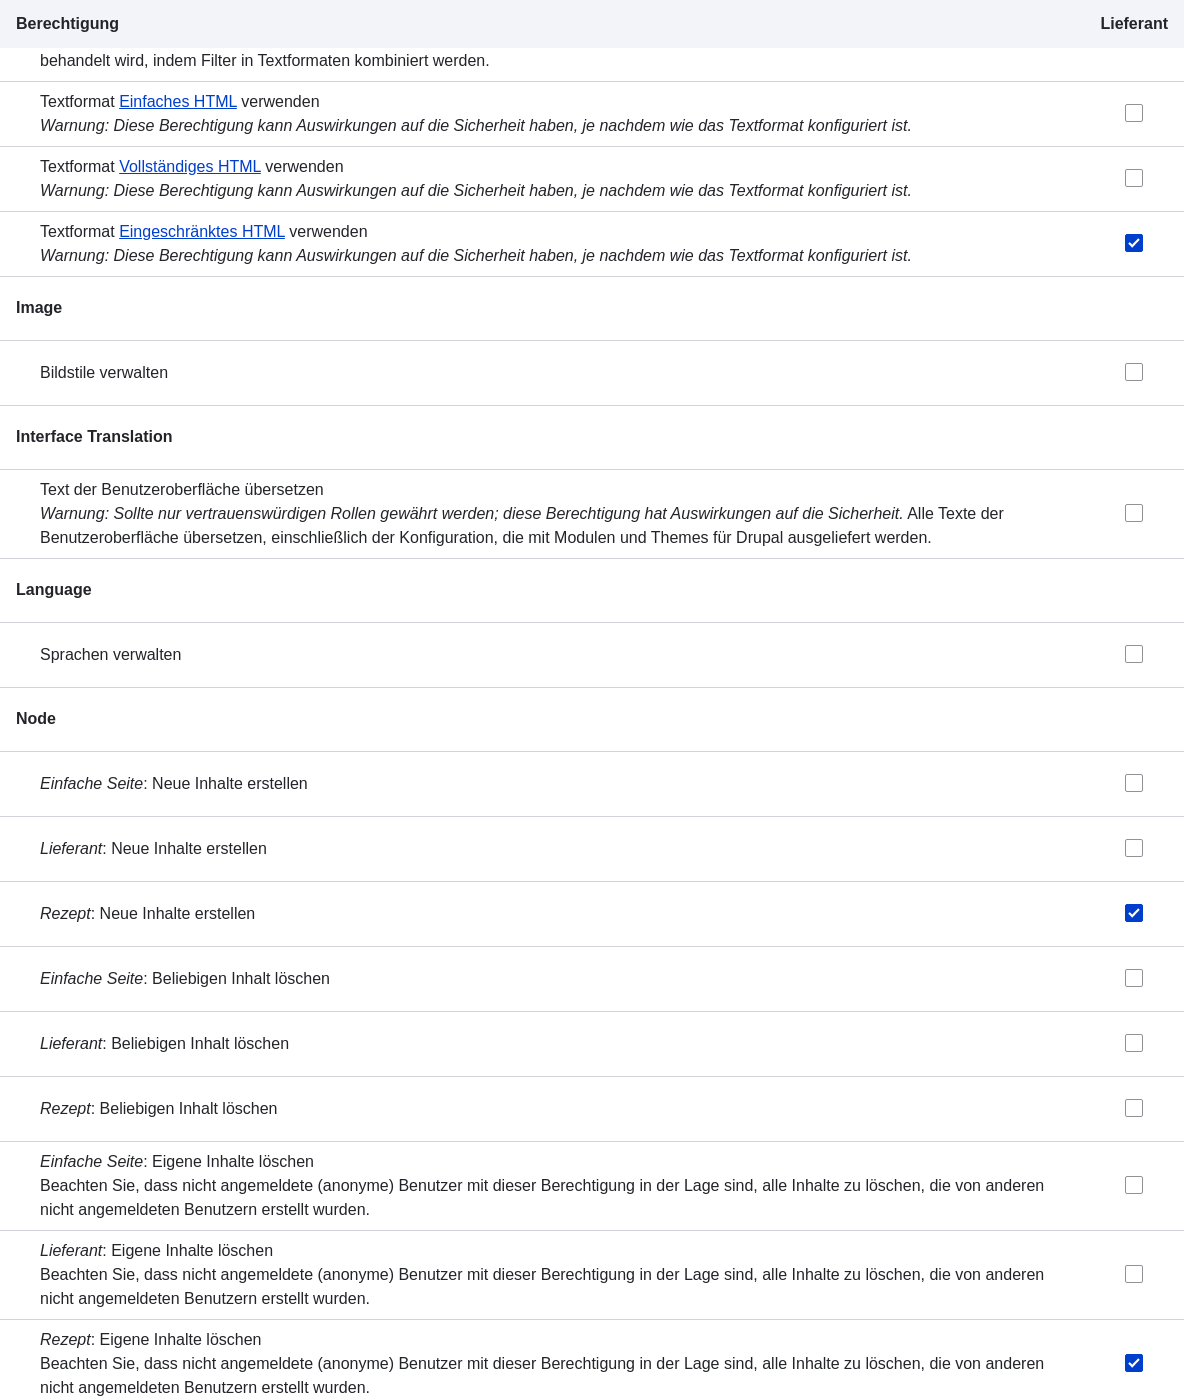 Berechtigung Lieferant
behandelt wird, indem Filter in Textformaten kombiniert werden.
Textformat Einfaches HTML verwenden
Warnung: Diese Berechtigung kann Auswirkungen auf die Sicherheit haben, je nachdem wie das Textformat konfiguriert ist.
Textformat Vollständiges HTML verwenden
Warnung: Diese Berechtigung kann Auswirkungen auf die Sicherheit haben, je nachdem wie das Textformat konfiguriert ist.
Textformat Eingeschränktes HTML verwenden
Warnung: Diese Berechtigung kann Auswirkungen auf die Sicherheit haben, je nachdem wie das Textformat konfiguriert ist.
Image
Bildstile verwalten
Interface Translation
Text der Benutzeroberfläche übersetzen
Warnung: Sollte nur vertrauenswürdigen Rollen gewährt werden; diese Berechtigung hat Auswirkungen auf die Sicherheit. Alle Texte der
Benutzeroberfläche übersetzen, einschließlich der Konfiguration, die mit Modulen und Themes für Drupal ausgeliefert werden.
Language
Sprachen verwalten
Node
Einfache Seite: Neue Inhalte erstellen
Lieferant: Neue Inhalte erstellen
Rezept: Neue Inhalte erstellen
Einfache Seite: Beliebigen Inhalt löschen
Lieferant: Beliebigen Inhalt löschen
Rezept: Beliebigen Inhalt löschen
Einfache Seite: Eigene Inhalte löschen
Beachten Sie, dass nicht angemeldete (anonyme) Benutzer mit dieser Berechtigung in der Lage sind, alle Inhalte zu löschen, die von anderen
nicht angemeldeten Benutzern erstellt wurden.
Lieferant: Eigene Inhalte löschen
Beachten Sie, dass nicht angemeldete (anonyme) Benutzer mit dieser Berechtigung in der Lage sind, alle Inhalte zu löschen, die von anderen
nicht angemeldeten Benutzern erstellt wurden.
Rezept: Eigene Inhalte löschen
Beachten Sie, dass nicht angemeldete (anonyme) Benutzer mit dieser Berechtigung in der Lage sind, alle Inhalte zu löschen, die von anderen
nicht angemeldeten Benutzern erstellt wurden.